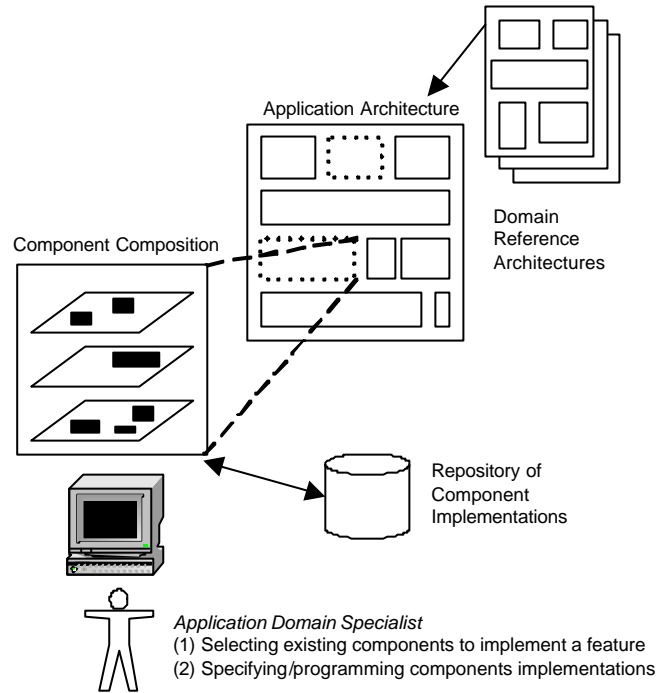 Application Architecture
Domain
Reference
Architectures
Component Composition
Repository of
Component
Implementations
Application Domain Specialist
(1) Selecting existing components to implement a feature
(2) Specifying/programming components implementations